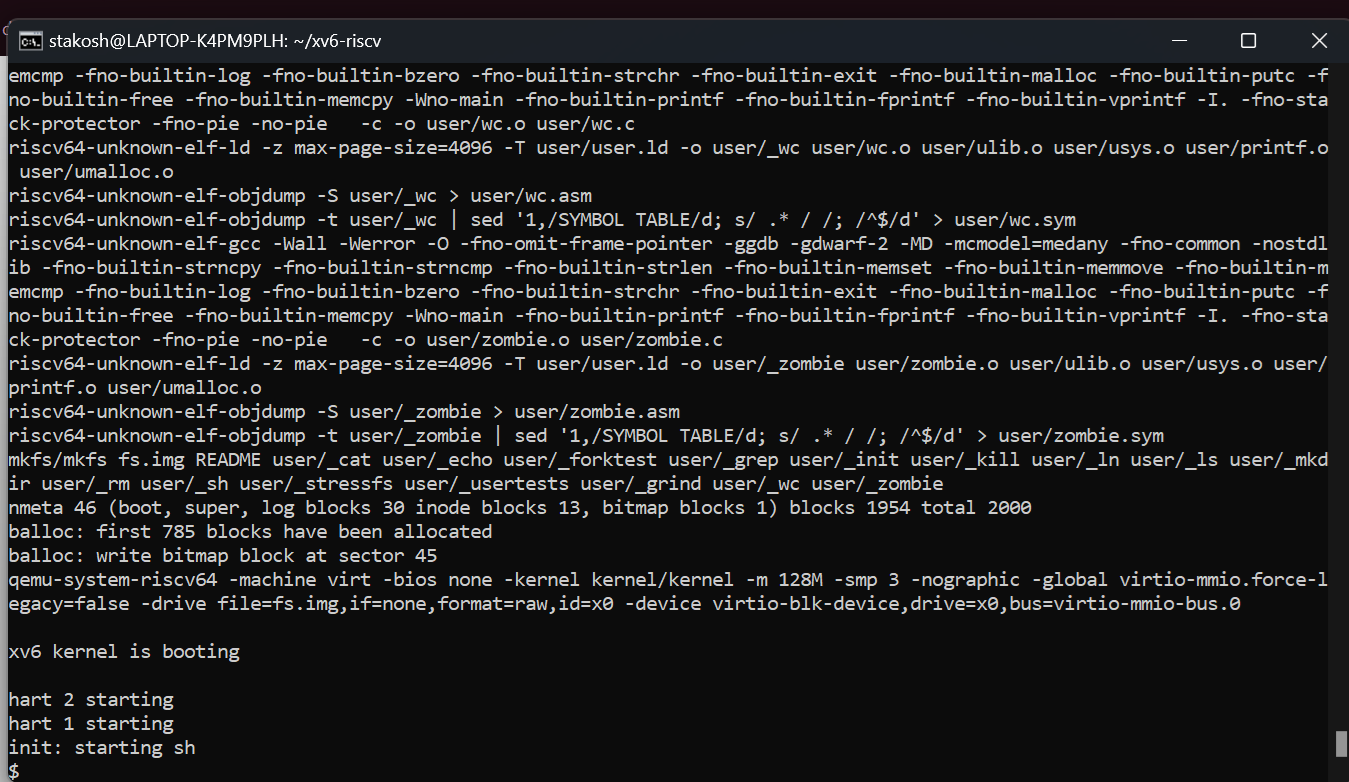 stakosh@LAPTOP-K4PM9PLH: ~/xv6-riscv
emcmp -fno-builtin-log -fno-builtin-bzero -fno-builtin-strchr -fno-builtin-exit -fno-builtin-malloc -fno-builtin-putc -f
no-builtin-free -fno-builtin-memcpy -Wno-main -fno-builtin-printf -fno-builtin-fprintf -fno-builtin-vprintf -I. -fno-sta
ck-protector -fno-pie -no-pie   -c -o user/wc.o user/wc.c
riscv64-unknown-elf-ld -z max-page-size=4096 -T user/user.ld -o user/_wc user/wc.o user/ulib.o user/usys.o user/printf.o
 user/umalloc.o
riscv64-unknown-elf-objdump -S user/_wc > user/wc.asm
riscv64-unknown-elf-objdump -t user/_wc | sed '1,/SYMBOL TABLE/d; s/ .* / /; /^$/d' > user/wc.sym
riscv64-unknown-elf-gcc -Wall -Werror -O -fno-omit-frame-pointer -ggdb -gdwarf-2 -MD -mcmodel=medany -fno-common -nostdl
ib -fno-builtin-strncpy -fno-builtin-strncmp -fno-builtin-strlen -fno-builtin-memset -fno-builtin-memmove -fno-builtin-m
emcmp -fno-builtin-log -fno-builtin-bzero -fno-builtin-strchr -fno-builtin-exit -fno-builtin-malloc -fno-builtin-putc -f
no-builtin-free -fno-builtin-memcpy -Wno-main -fno-builtin-printf -fno-builtin-fprintf -fno-builtin-vprintf -I. -fno-sta
ck-protector -fno-pie -no-pie   -c -o user/zombie.o user/zombie.c
riscv64-unknown-elf-ld -z max-page-size=4096 -T user/user.ld -o user/_zombie user/zombie.o user/ulib.o user/usys.o user/
printf.o user/umalloc.o
riscv64-unknown-elf-objdump -S user/_zombie > user/zombie.asm
riscv64-unknown-elf-objdump -t user/_zombie | sed '1,/SYMBOL TABLE/d; s/ .* / /; /^$/d' > user/zombie.sym
mkfs/mkfs fs.img README user/_cat user/_echo user/_forktest user/_grep user/_init user/_kill user/_ln user/_ls user/_mkd
ir user/_rm user/_sh user/_stressfs user/_usertests user/_grind user/_wc user/_zombie
nmeta 46 (boot, super, log blocks 30 inode blocks 13, bitmap blocks 1) blocks 1954 total 2000
balloc: first 785 blocks have been allocated
balloc: write bitmap block at sector 45
qemu-system-riscv64 -machine virt -bios none -kernel kernel/kernel -m 128M -smp 3 -nographic -global virtio-mmio.force-l
egacy=false -drive file=fs.img,if=none,format=raw,id=x0 -device virtio-blk-device,drive=x0,bus=virtio-mmio-bus.0
xv6 kernel is booting
hart 2 starting
hart 1 starting
init: starting sh
$